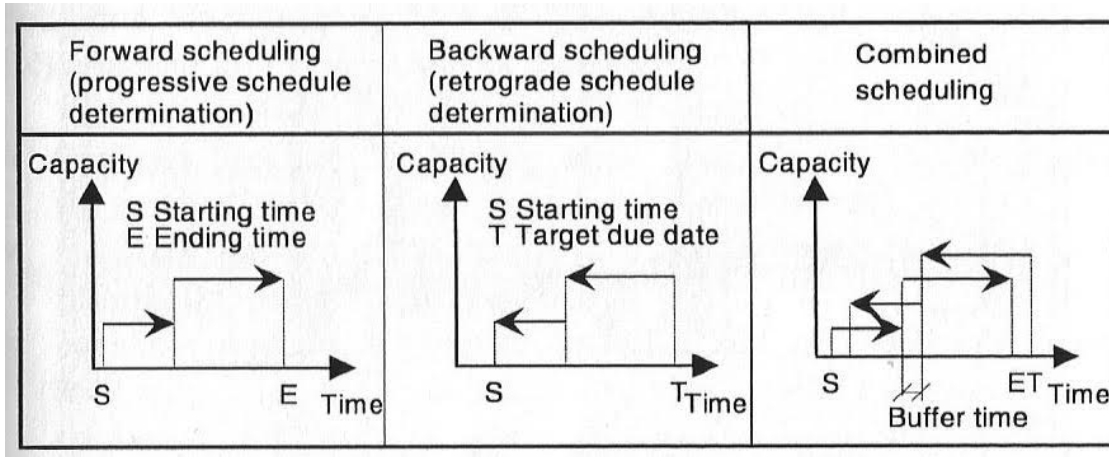 Forward scheduling
(progressive schedule
determination)
Backward scheduling
(retrograde schedule
determination)
Combined
scheduling
Capacity
S Starting time
E Ending time
S
E
Time
Capacity
S Starting time
T Target due date
S
T
Time
Capacity
S
ET
Time
Buffer time